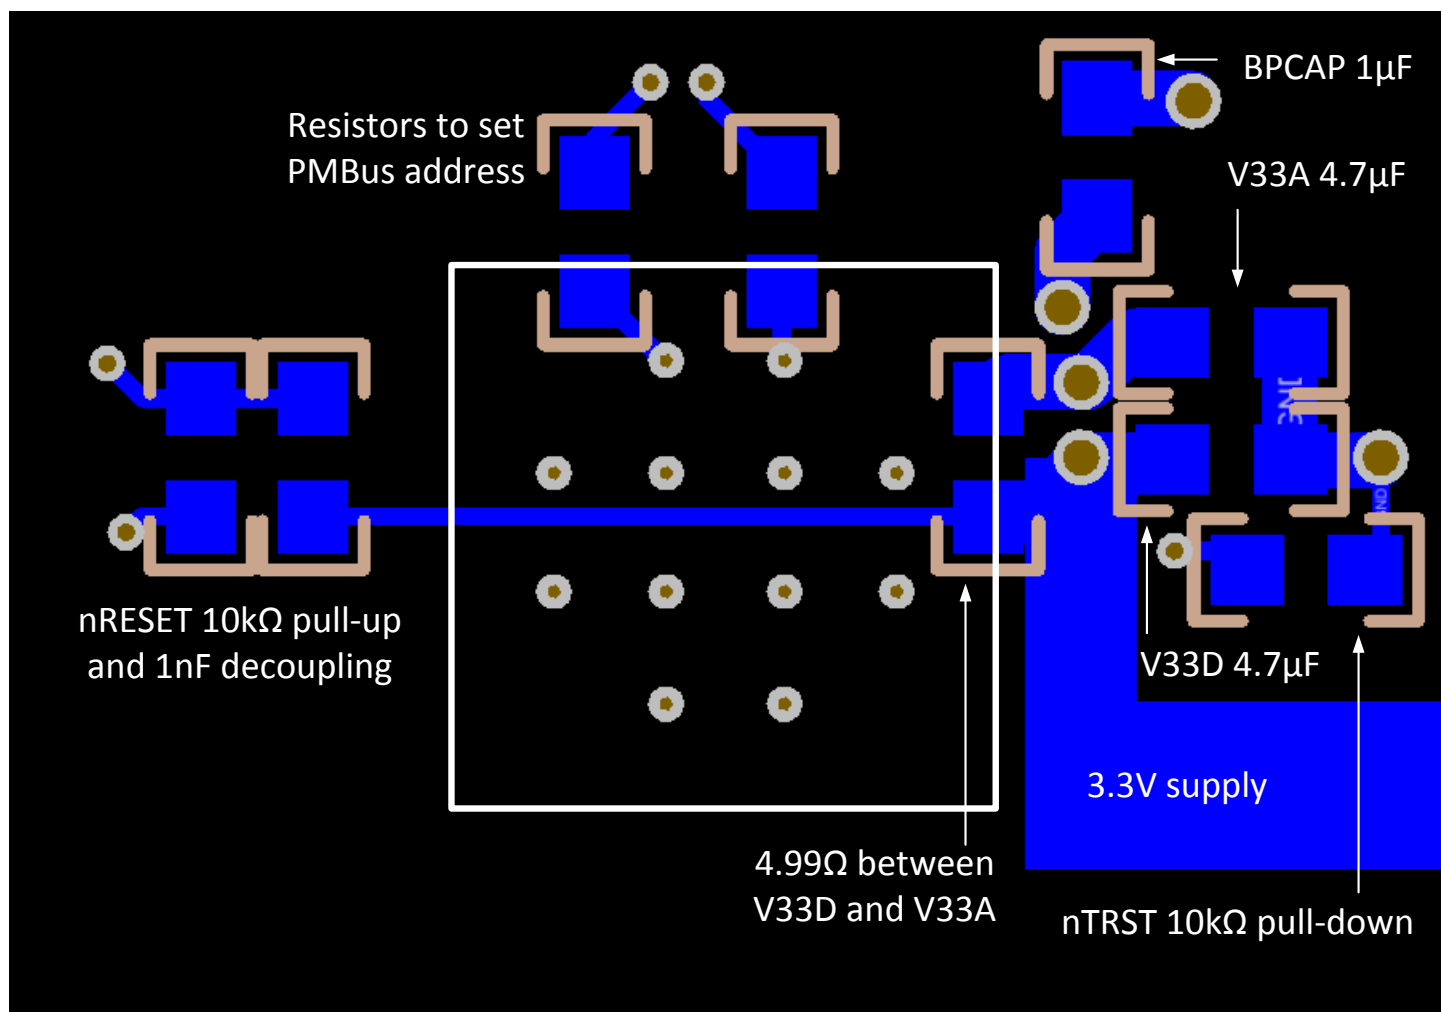 BPCAP 1µF
Resistors to set
PMBus address
V33A 4.7µF
nRESET 10kΩ pull-up
and 1nF decoupling
V33D 4.7µF
3.3V supply
4.99Ω between
V33D and V33A
nTRST 10kΩ pull-down